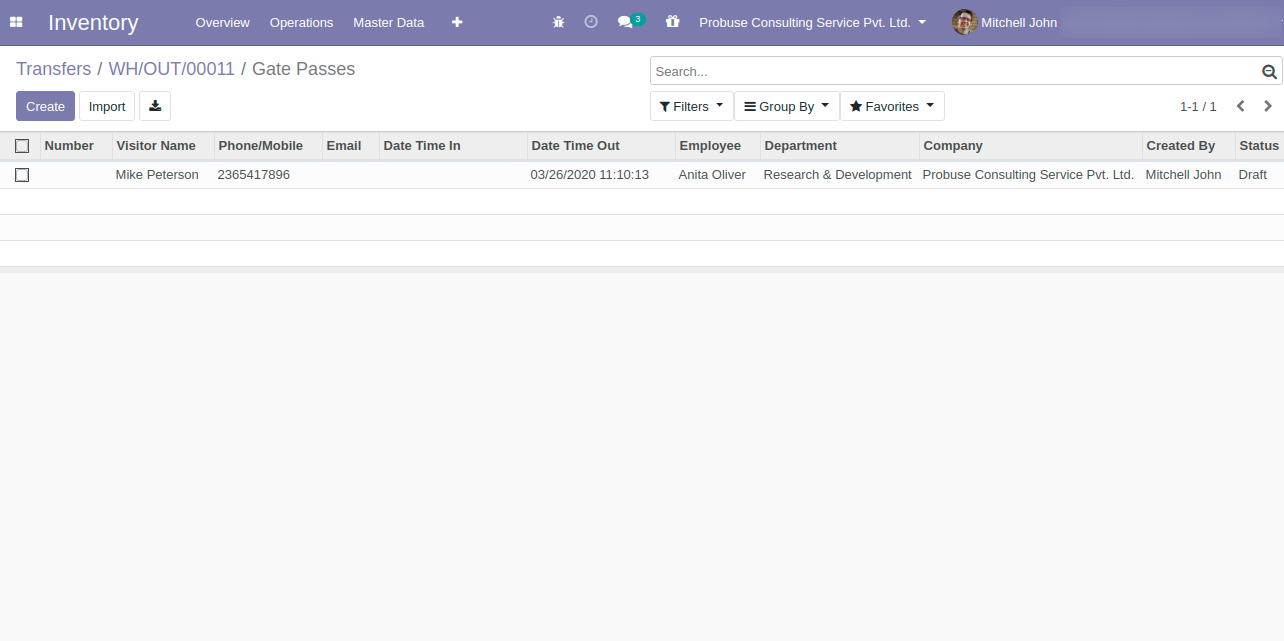 Inventory Overview Operations Master Data 3 Probuse Consulting Service Pvt. Ltd. Mitchell John
Transfers / WH/OUT/00011 / Gate Passes Search...
Create Import Filters Group By Favorites 1-1 / 1
Number Visitor Name Phone/Mobile Email Date Time In Date Time Out Employee Department Company Created By Status
Mike Peterson 2365417896 03/26/2020 11:10:13 Anita Oliver Research & Development Probuse Consulting Service Pvt. Ltd. Mitchell John Draft